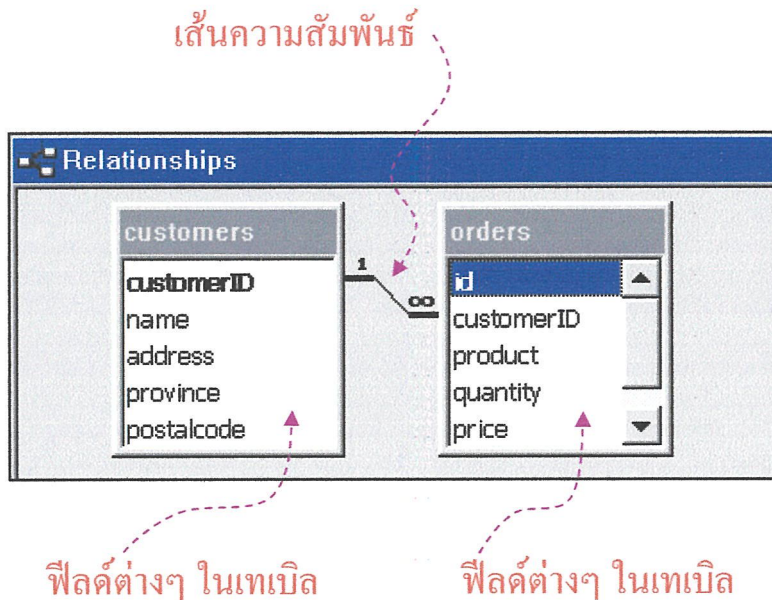 เส้นความสัมพันธ์
Relationships
customers
customerID
name
address
province
postalcode
1
∞
orders
id
customerID
product
quantity
price
ฟีลด์ต่างๆ ในเทเบิล
ฟีลด์ต่างๆ ในเทเบิล